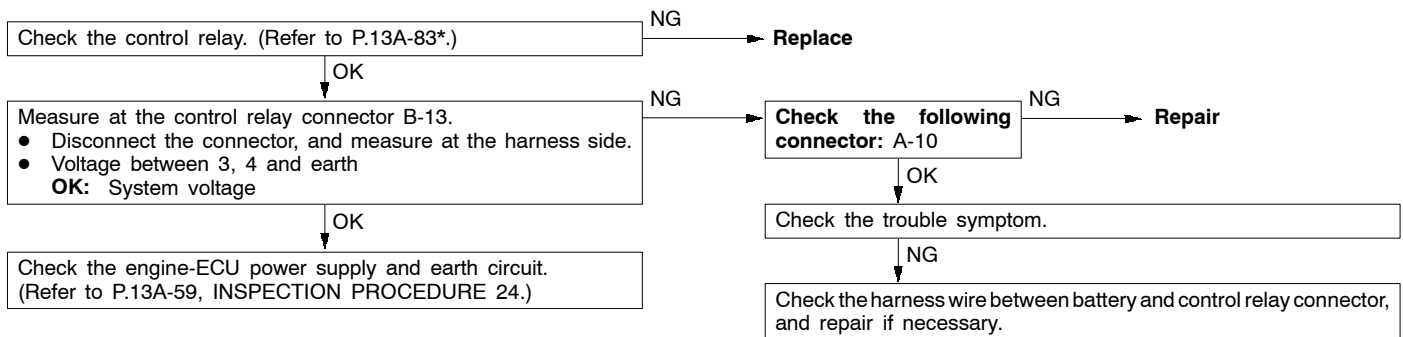 Check the control relay. (Refer to P.13A-83*.)
NG
Replace
OK
Measure at the control relay connector B-13.
● Disconnect the connector, and measure at the harness side.
● Voltage between 3, 4 and earth
OK: System voltage
NG
Check the following
connector: A-10
NG
Repair
OK
Check the trouble symptom.
NG
Check the harness wire between battery and control relay connector,
and repair if necessary.
OK
Check the engine-ECU power supply and earth circuit.
(Refer to P.13A-59, INSPECTION PROCEDURE 24.)